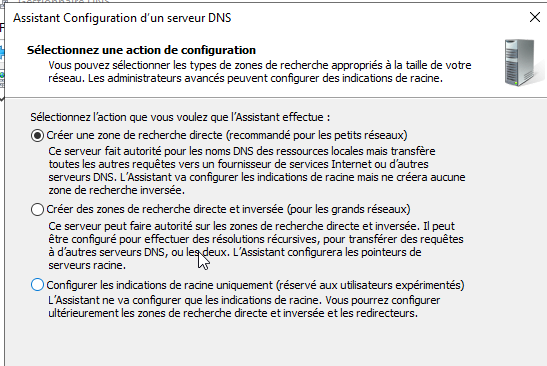 Gestionnaire DNS
Assistant Configuration d'un serveur DNS
Sélectionnez une action de configuration
Vous pouvez sélectionner les types de zones de recherche appropriés à la taille de votre
réseau. Les administrateurs avancés peuvent configurer des indications de racine.
Sélectionnez l'action que vous voulez que l'Assistant effectue :
Créer une zone de recherche directe (recommandé pour les petits réseaux)
Ce serveur fait autorité pour les noms DNS des ressources locales mais transfère
toutes les autres requêtes vers un fournisseur de services Internet ou d'autres
serveurs DNS. L'Assistant va configurer les indications de racine mais ne créera aucune
zone de recherche inversée.
Créer des zones de recherche directe et inversée (pour les grands réseaux)
Ce serveur peut faire autorité sur les zones de recherche directe et inversée. Il peut
être configuré pour effectuer des résolutions récursives, pour transférer des requêtes
à d'autres serveurs DNS, ou les deux. L'Assistant configurera les pointeurs de
serveurs racine.
Configurer les indications de racine uniquement (réservé aux utilisateurs expérimentés)
L'Assistant ne va configurer que les indications de racine. Vous pourrez configurer
ultérieurement les zones de recherche directe et inversée et les redirecteurs.